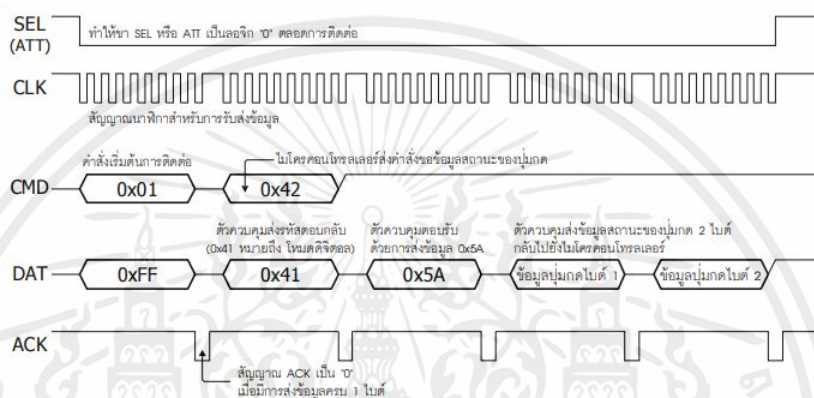 SEL
(ATT)
ทำให้ขา SEL หรือ ATT เป็นลอจิก "0" ตลอดการติดต่อ
CLK
สัญญาณนาฬิกาสำหรับการรับส่งข้อมูล
คำสั่งเริ่มต้นการติดต่อ
ไมโครคอนโทรลเลอร์ส่งคำสั่งขอข้อมูลสถานะของปุ่มกด
CMD
0x01
0x42
ตัวควบคุมส่งรหัสตอบกลับ
(0x41 หมายถึง โหมดดิจิตอล)
ตัวควบคุมตอบรับ
ด้วยการส่งข้อมูล 0x5A
ตัวควบคุมส่งข้อมูลสถานะของปุ่มกด 2 ไบต์
กลับไปยังไมโครคอนโทรลเลอร์
DAT
0xFF
0x41
0x5A
ข้อมูลปุ่มกดไบต์ 1
ข้อมูลปุ่มกดไบต์ 2
ACK
สัญญาณ ACK เป็น "0"
เมื่อมีการส่งข้อมูลครบ 1 ไบต์